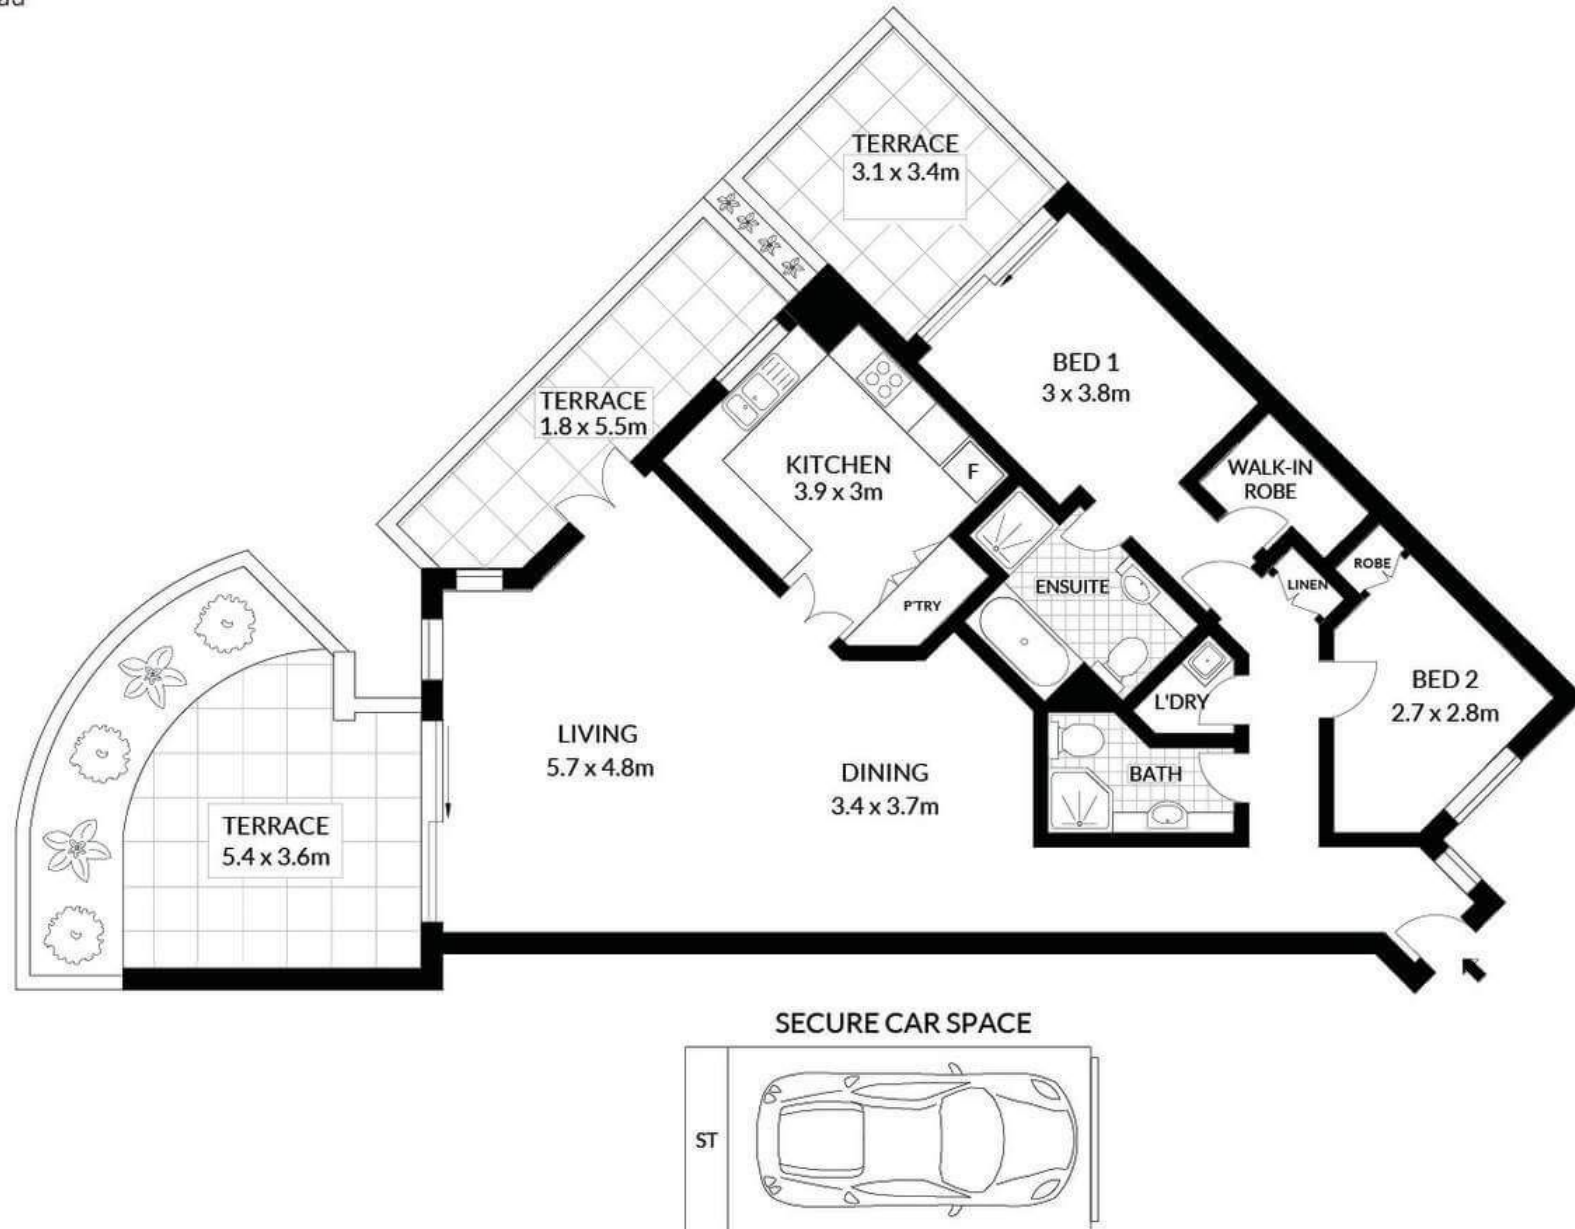 TERRACE
3.1 x 3.4m
TERRACE
1.8 x 5.5m
BED 1
3 x 3.8m
KITCHEN
3.9 x 3m
F
WALK-IN
ROBE
ROBE
LINEN
ENSUITE
P'TRY
BED 2
2.7 x 2.8m
L'DRY
LIVING
5.7 x 4.8m
DINING
3.4 x 3.7m
BATH
TERRACE
5.4 x 3.6m
SECURE CAR SPACE
ST